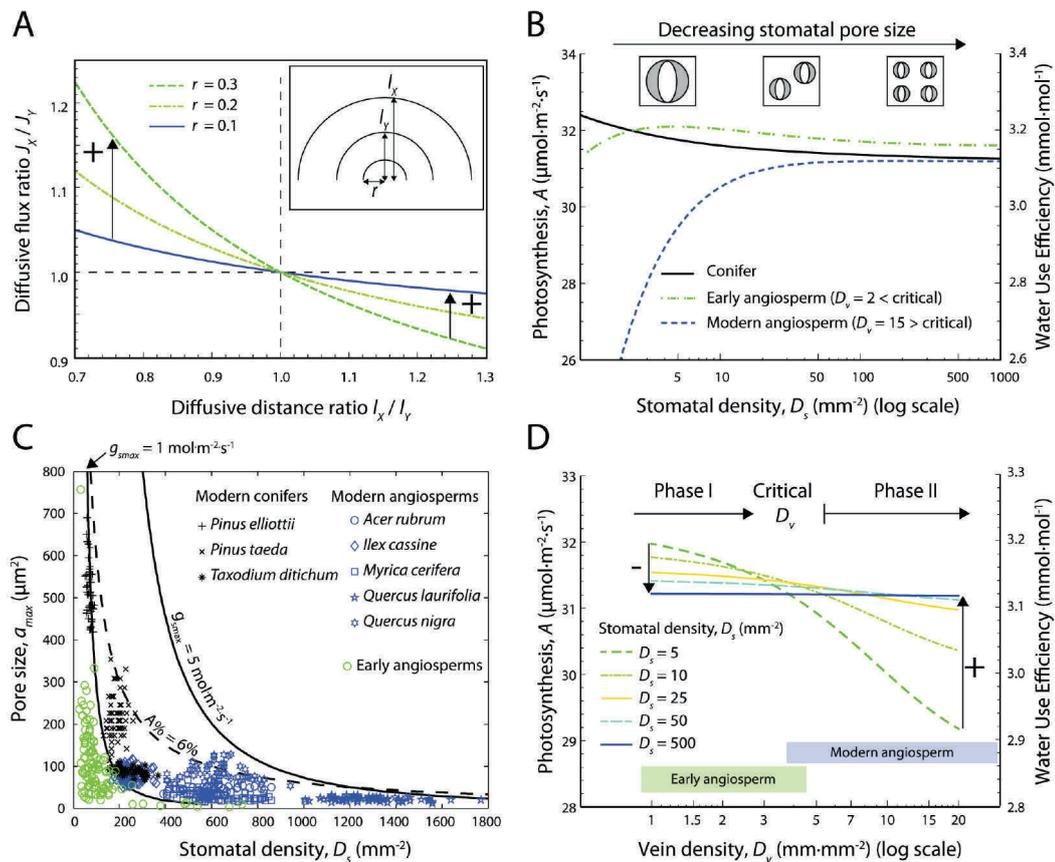 A
Diffusive flux ratio J_X / J_Y
1.2
1.1
1.0
0.9
r = 0.3
r = 0.2
r = 0.1
l_X
l_Y
r
+
+
0.7
0.8
0.9
1.0
1.1
1.2
1.3
Diffusive distance ratio l_X / l_Y
B
Decreasing stomatal pore size
Photosynthesis, A (μmol·m⁻²·s⁻¹)
34
32
30
28
26
Conifer
Early angiosperm (D_v = 2 < critical)
Modern angiosperm (D_v = 15 > critical)
5
10
50
100
500
1000
Stomatal density, D_s (mm⁻²) (log scale)
3.4
3.2
3.0
2.8
2.6
Water Use Efficiency (mmol·mol⁻¹)
C
g_smax = 1 mol·m⁻²·s⁻¹
Pore size, a_max (μm²)
800
700
600
500
400
300
200
100
0
Modern conifers
Pinus elliottii
Pinus taeda
Taxodium ditichum
Modern angiosperms
Acer rubrum
Ilex cassine
Myrica cerifera
Quercus laurifolia
Quercus nigra
Early angiosperms
g_smax = 5 mol·m⁻²·s⁻¹
A% = 6%
0
200
400
600
800
1000
1200
1400
1600
1800
Stomatal density, D_s (mm⁻²)
D
Phase I
Critical
D_v
Phase II
Photosynthesis, A (μmol·m⁻²·s⁻¹)
33
32
31
30
29
28
-
+
Stomatal density, D_s (mm⁻²)
D_s = 5
D_s = 10
D_s = 25
D_s = 50
D_s = 500
Modern angiosperm
Early angiosperm
1
1.5
2
3
5
7
10
15
20
Vein density, D_v (mm·mm⁻²) (log scale)
3.3
3.2
3.1
3.0
2.9
2.8
Water Use Efficiency (mmol·mol⁻¹)